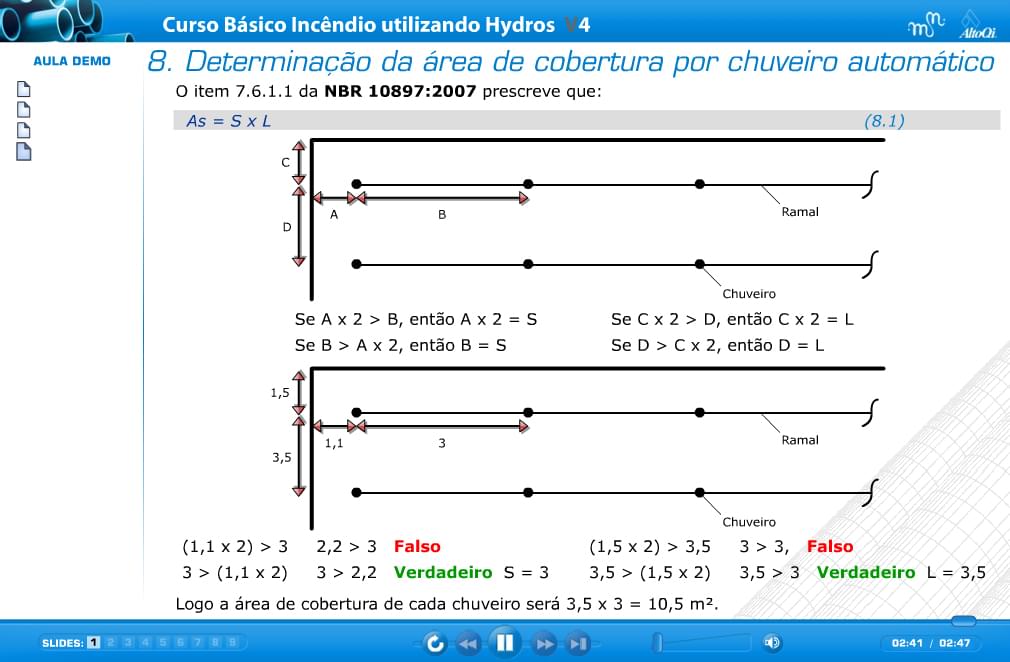 Curso Básico Incêndio utilizando Hydros V4
mn
AltoQi.
AULA DEMO
8. Determinação da área de cobertura por chuveiro automático
O item 7.6.1.1 da NBR 10897:2007 prescreve que:
As = S x L (8.1)
C
A
B
D
Ramal
Chuveiro
Se A x 2 > B, então A x 2 = S
Se C x 2 > D, então C x 2 = L
Se B > A x 2, então B = S
Se D > C x 2, então D = L
1,5
1,1
3
3,5
Ramal
Chuveiro
(1,1 x 2) > 3 2,2 > 3 Falso
(1,5 x 2) > 3,5 3 > 3, Falso
3 > (1,1 x 2) 3 > 2,2 Verdadeiro S = 3
3,5 > (1,5 x 2) 3,5 > 3 Verdadeiro L = 3,5
Logo a área de cobertura de cada chuveiro será 3,5 x 3 = 10,5 m².
SLIDES: 1 2 3 4 5 6 7 8 9
02:41 / 02:47